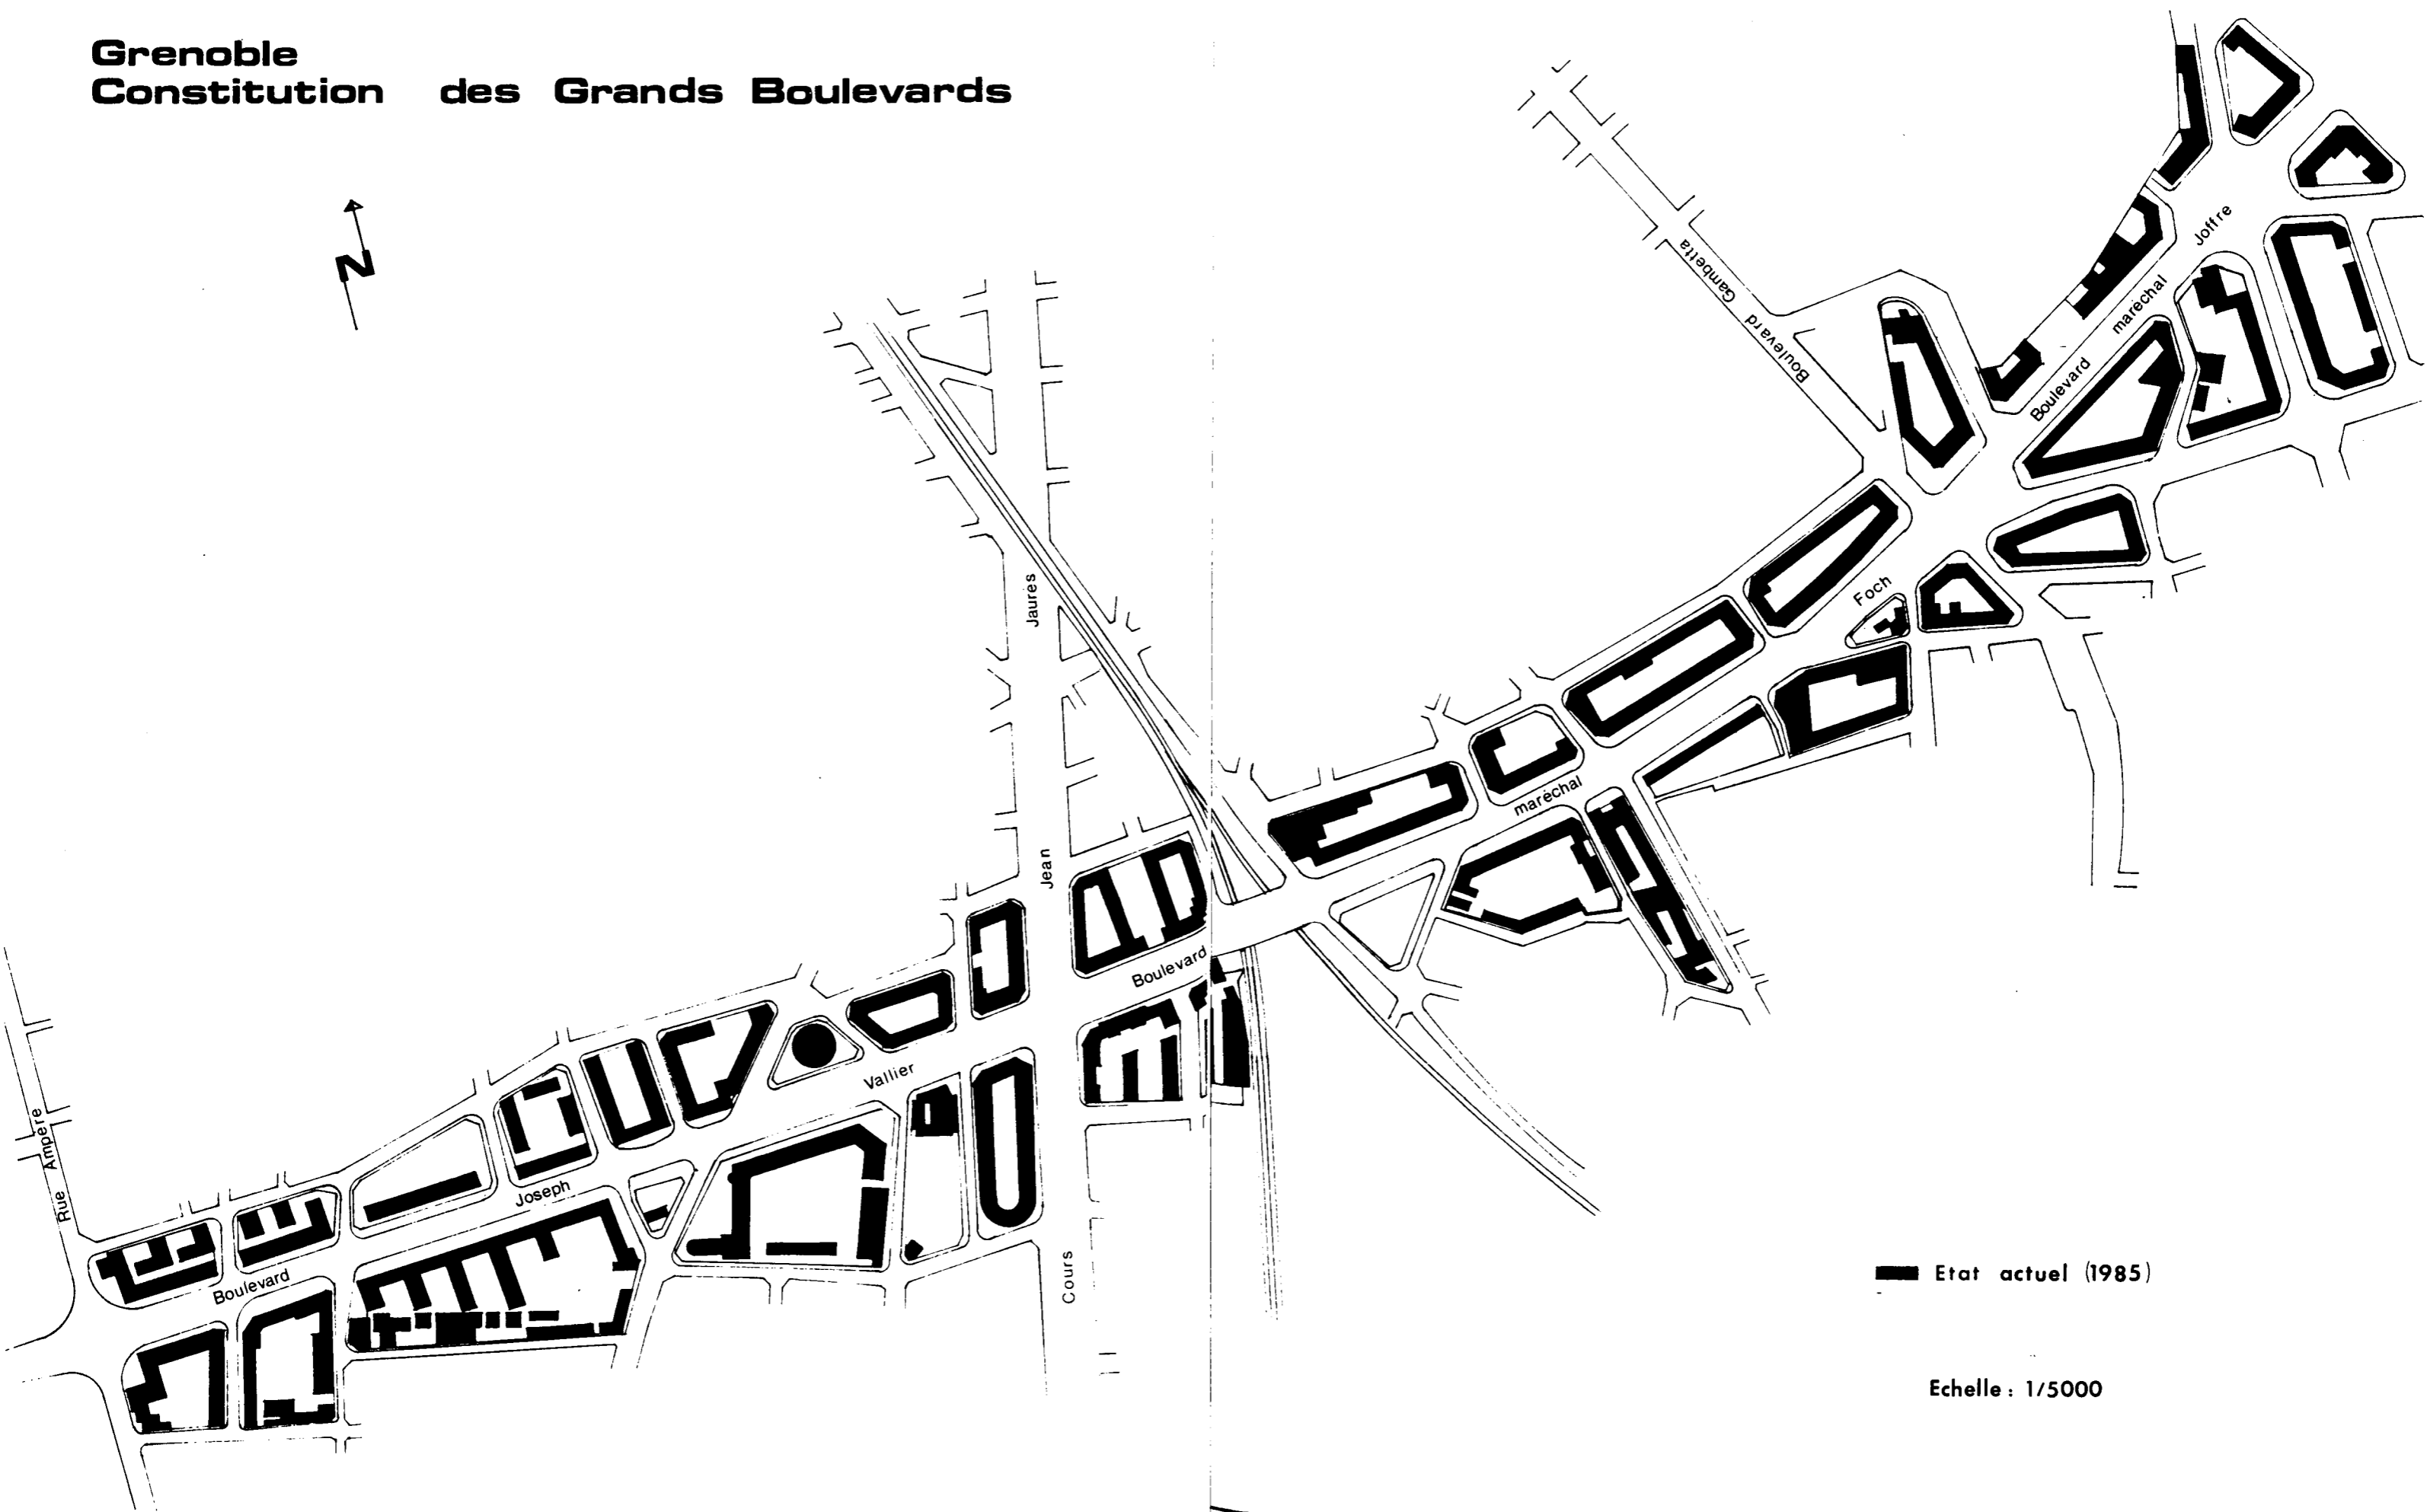 Grenoble
Constitution des Grands Boulevards
N
Boulevard Gambetta
Boulevard maréchal Joffre
Boulevard maréchal Foch
Cours Jean Jaurès
Boulevard Joseph Vallier
Rue Ampère
Etat actuel (1985)
Echelle : 1/5000